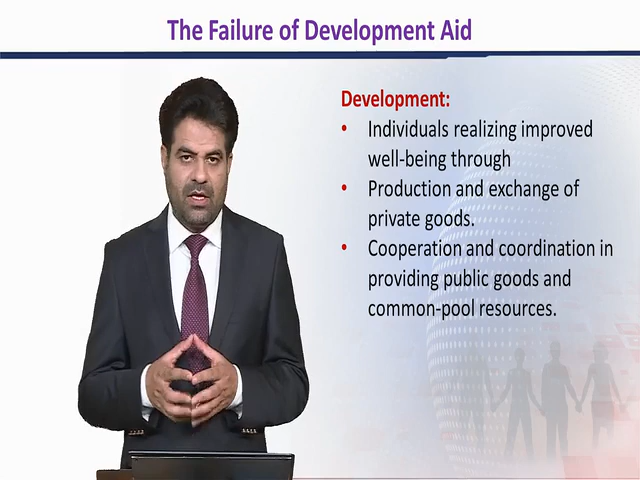 The Failure of Development Aid
Development:
• Individuals realizing improved
well-being through
• Production and exchange of
private goods.
• Cooperation and coordination in
providing public goods and
common-pool resources.